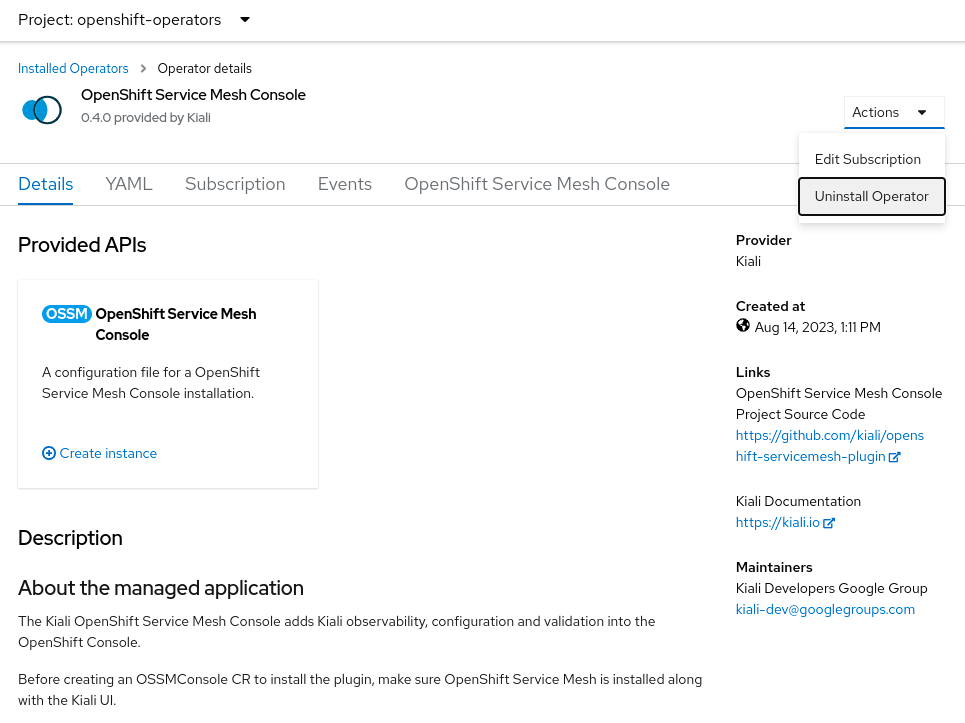 Project: openshift-operators
Installed Operators > Operator details
OpenShift Service Mesh Console
0.4.0 provided by Kiali
Actions
Edit Subscription
Uninstall Operator
Details YAML Subscription Events OpenShift Service Mesh Console
Provided APIs
OSSM OpenShift Service Mesh
Console
A configuration file for a OpenShift
Service Mesh Console installation.
Create instance
Description
About the managed application
The Kiali OpenShift Service Mesh Console adds Kiali observability, configuration and validation into the
OpenShift Console.
Before creating an OSSMConsole CR to install the plugin, make sure OpenShift Service Mesh is installed along
with the Kiali UI.
Provider
Kiali
Created at
Aug 14, 2023, 1:11 PM
Links
OpenShift Service Mesh Console
Project Source Code
https://github.com/kiali/opens
hift-servicemesh-plugin
Kiali Documentation
https://kiali.io
Maintainers
Kiali Developers Google Group
kiali-dev@googlegroups.com